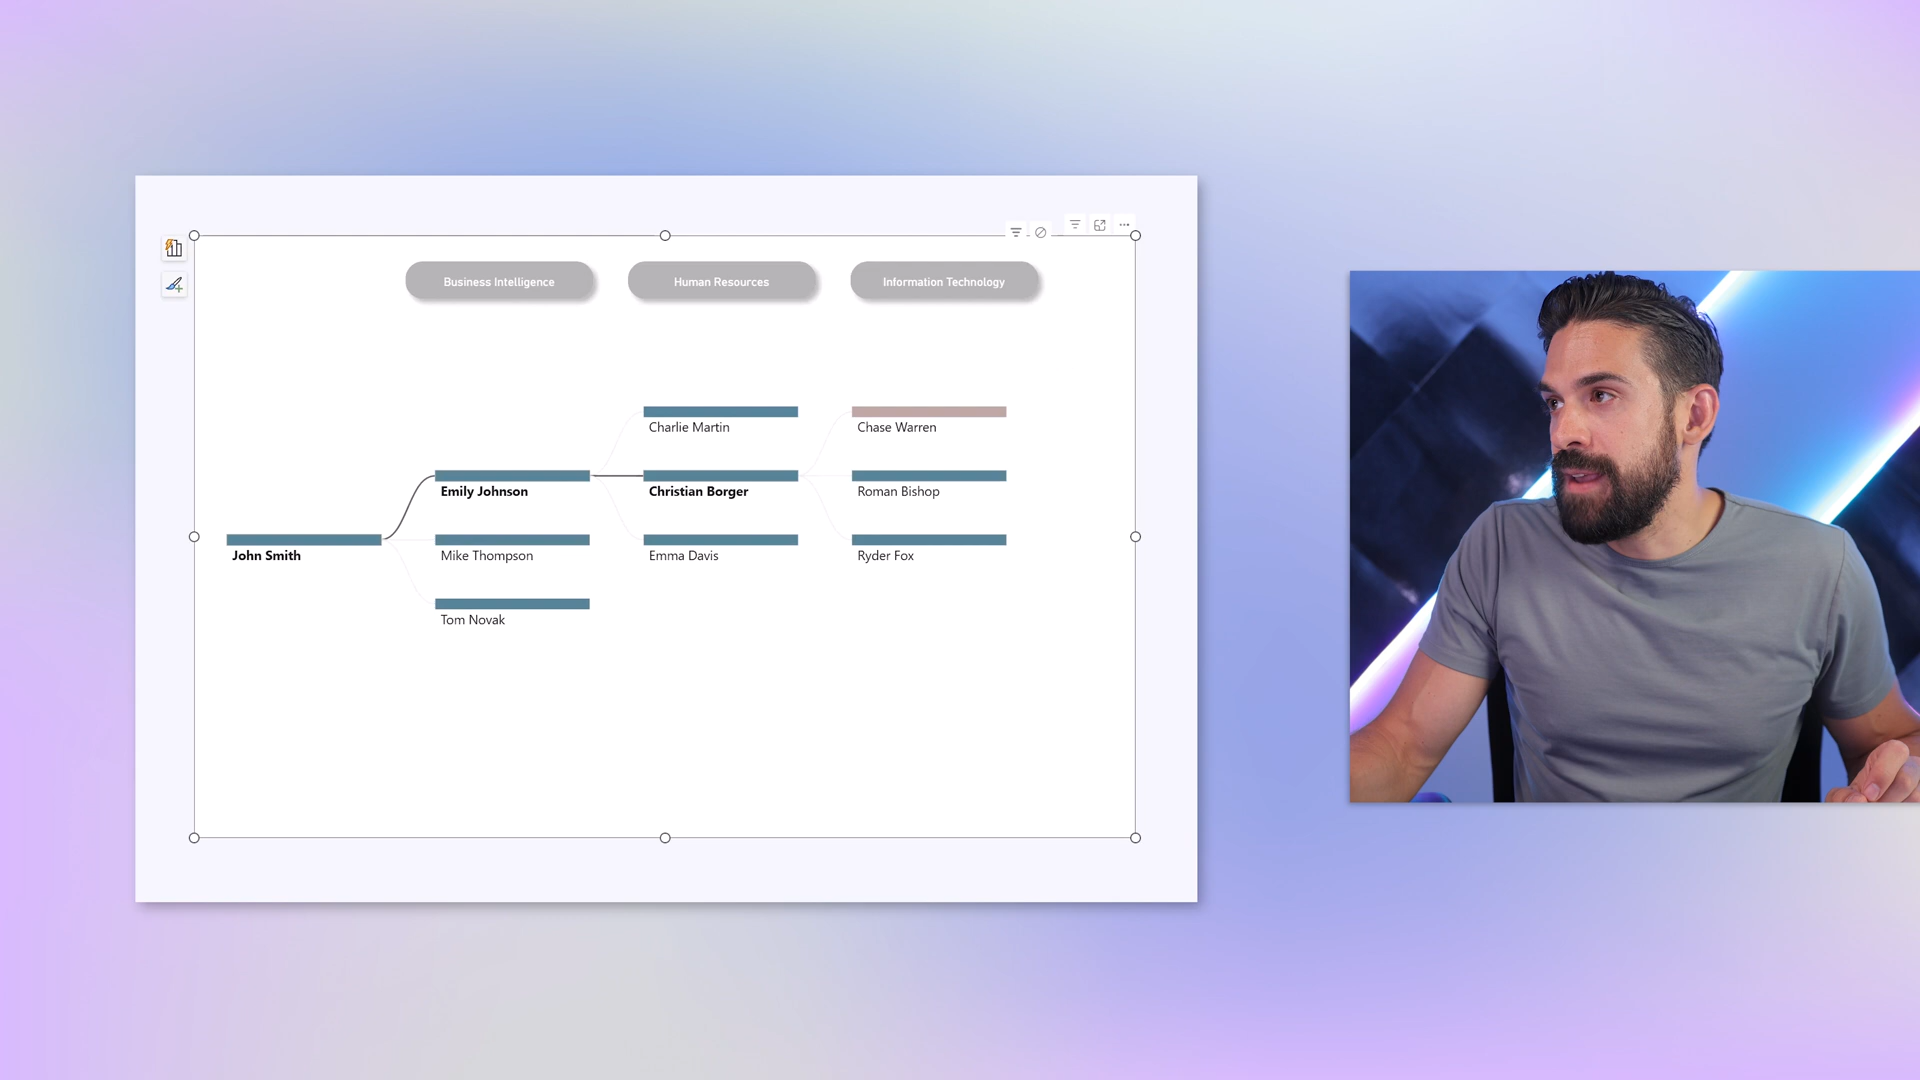 Business Intelligence
Human Resources
Information Technology
Charlie Martin
Chase Warren
Emily Johnson
Christian Borger
Roman Bishop
John Smith
Mike Thompson
Emma Davis
Ryder Fox
Tom Novak